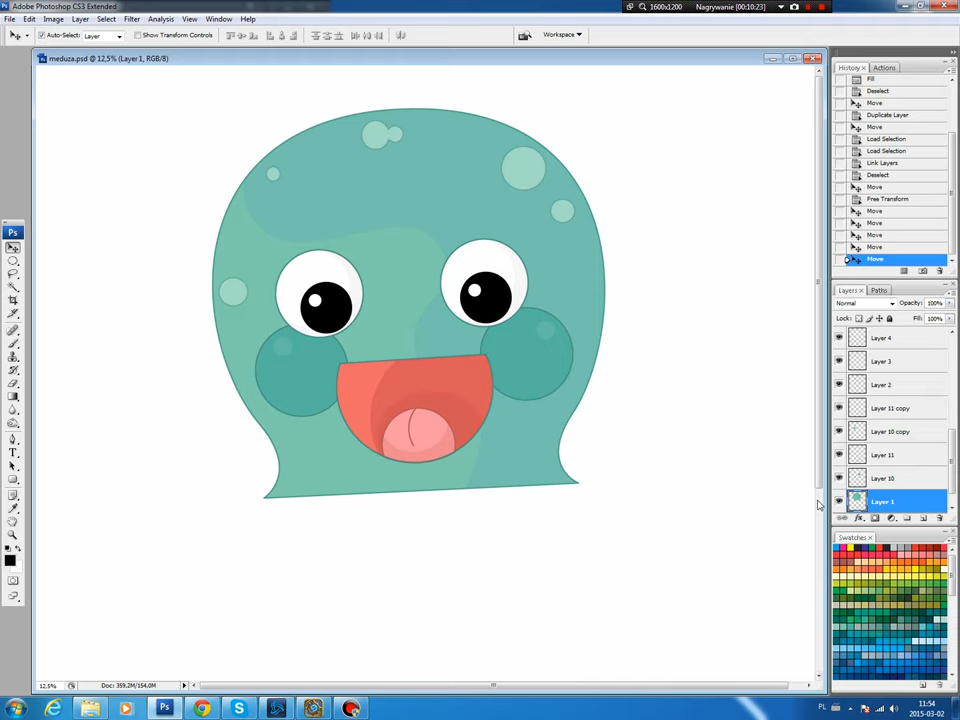 Adobe Photoshop CS3 Extended
1600x1200
Nagrywanie [00:10:23]
File Edit Image Layer Select Filter Analysis View Window Help
Auto-Select: Layer
Show Transform Controls
Workspace
meduza.psd @ 12,5% (Layer 1, RGB/8)
History Actions
Fill
Deselect
Move
Duplicate Layer
Move
Load Selection
Load Selection
Link Layers
Deselect
Move
Free Transform
Move
Move
Move
Move
Move
Layers Paths
Normal Opacity: 100%
Lock: Fill: 100%
Layer 4
Layer 3
Layer 2
Layer 11 copy
Layer 10 copy
Layer 11
Layer 10
Layer 1
Swatches
Ps
12,5% Doc: 359,2M/154,0M
Ps
PL
11:54
2015-03-02